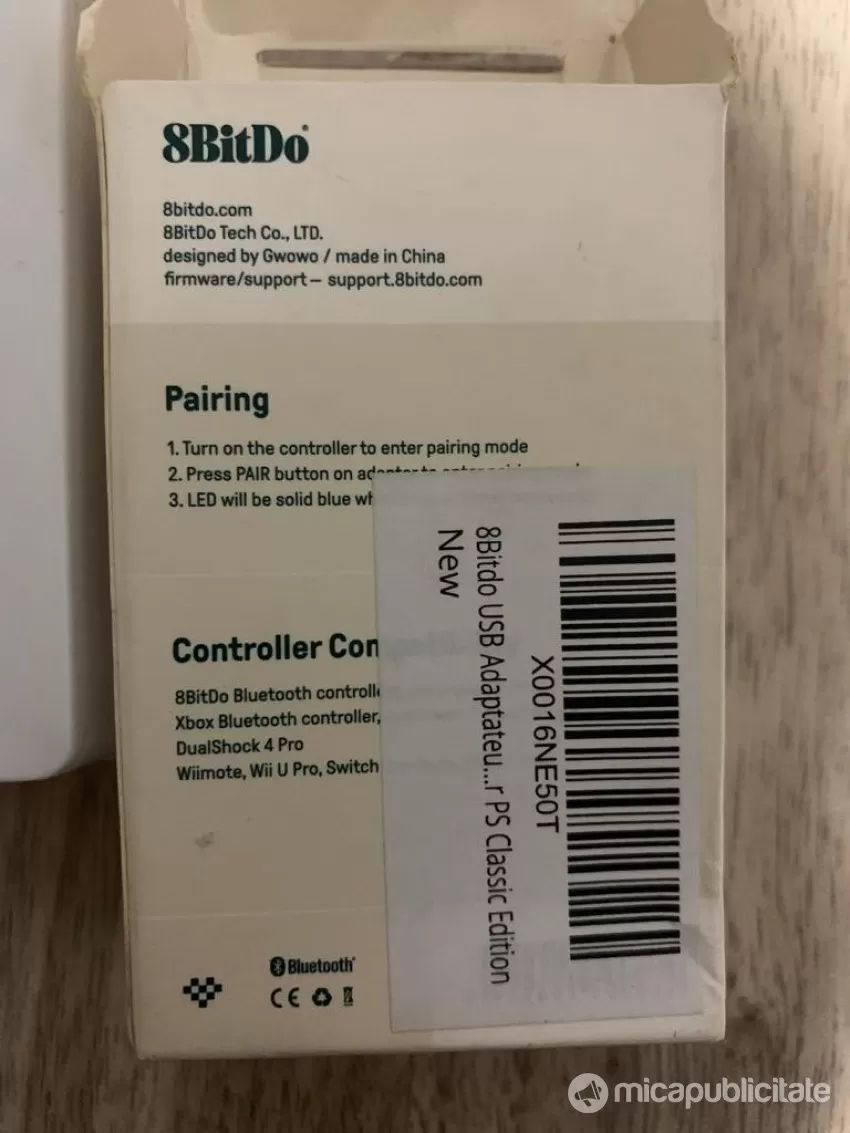 8BitDo
8bitdo.com
8BitDo Tech Co., LTD.
designed by Gwowo / made in China
firmware/support – support.8bitdo.com
Pairing
1. Turn on the controller to enter pairing mode
2. Press PAIR button on
3. LED will be solid blue
Controller
8BitDo Bluetooth
Xbox Bluetooth controller,
DualShock 4 Pro
Wiimote, Wii U Pro, Switch
Bluetooth
CE
X0016NE50T
8Bitdo USB Adaptateu...r PS Classic Edition
New
micapublicitate